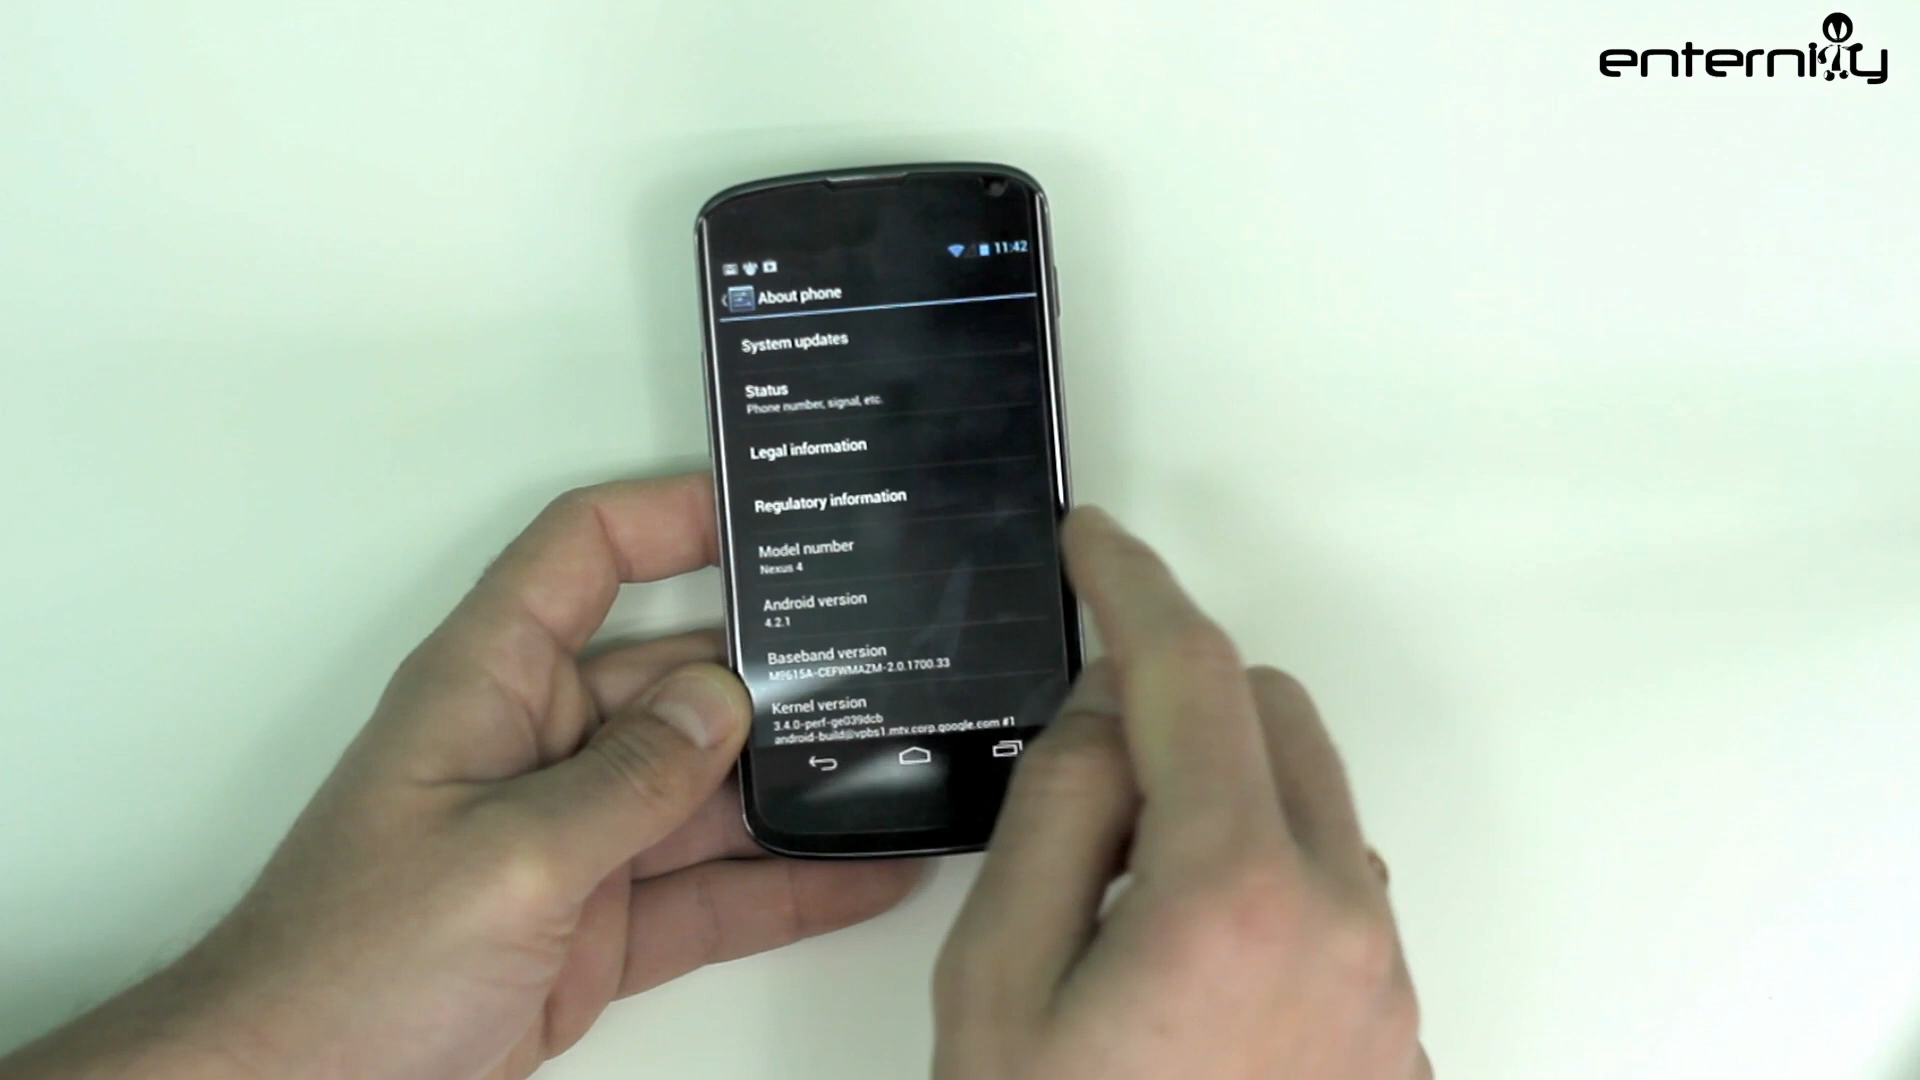 enternity
11:42
About phone
System updates
Status
Phone number, signal, etc.
Legal information
Regulatory information
Model number
Nexus 4
Android version
4.2.1
Baseband version
M9615A-CEFWMAZM-2.0.1700.33
Kernel version
3.4.0-perf-ge039dcb
android-build@vpbs1.mtv.corp.google.com #1